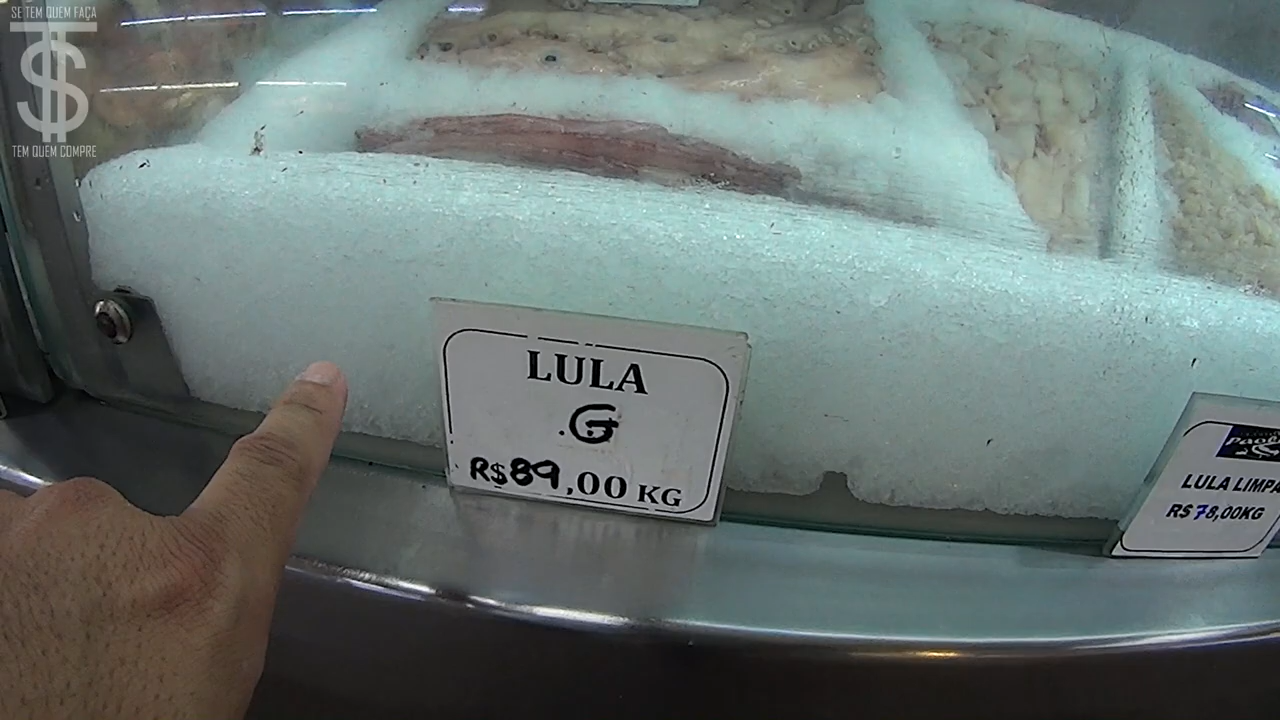 SE TEM QUEM FAÇA
TEM QUEM COMPRE
LULA
.G
R$89,00 KG
LULA LIMPA
R$78,00KG